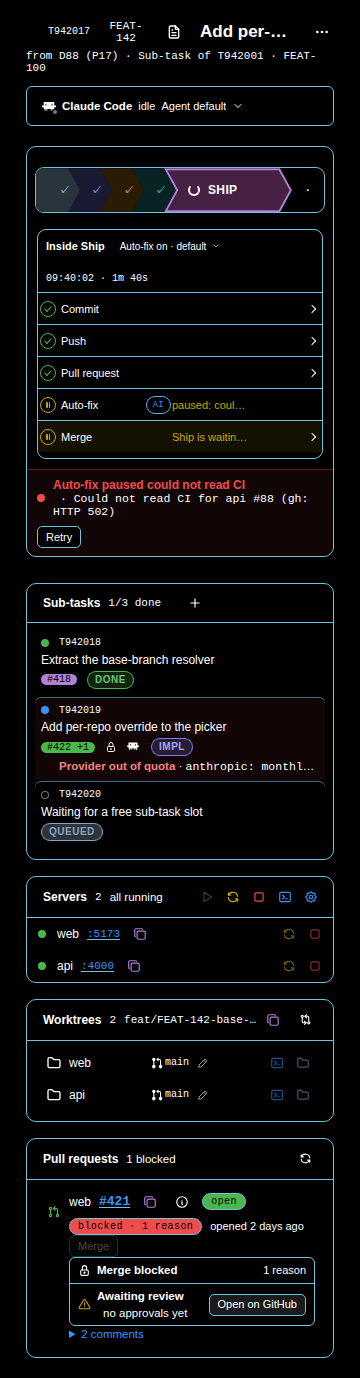 T942017 FEAT-142 Add per-…
from D88 (P17) · Sub-task of T942001 · FEAT-100
Claude Code idle Agent default
✓ ✓ ✓ ✓ SHIP ·
Inside Ship Auto-fix on · default
09:40:02 · 1m 40s
Commit
Push
Pull request
Auto-fix AI paused: coul…
Merge Ship is waitin…
Auto-fix paused could not read CI
· Could not read CI for api #88 (gh: HTTP 502)
Retry
Sub-tasks 1/3 done
T942018
Extract the base-branch resolver
#418 DONE
T942019
Add per-repo override to the picker
#422 +1 IMPL
Provider out of quota · anthropic: monthl…
T942020
Waiting for a free sub-task slot
QUEUED
Servers 2 all running
web :5173
api :4000
Worktrees 2 feat/FEAT-142-base-…
web main
api main
Pull requests 1 blocked
web #421 open
blocked · 1 reason opened 2 days ago
Merge
Merge blocked 1 reason
Awaiting review
no approvals yet Open on GitHub
2 comments